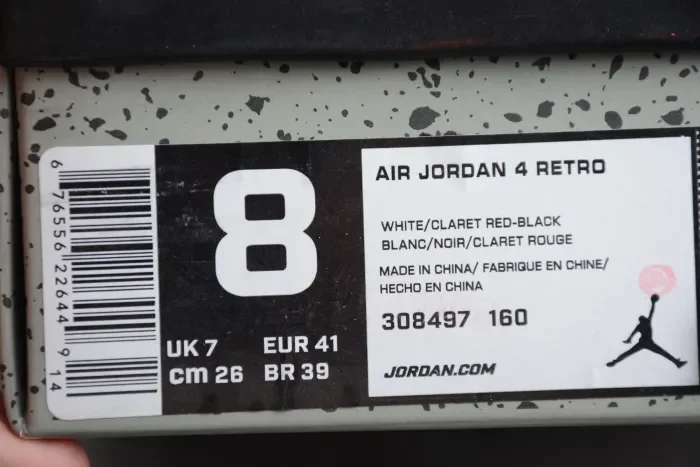 6 76556 22644 9 14
8
UK 7 EUR 41
cm 26 BR 39
AIR JORDAN 4 RETRO
WHITE/CLARET RED-BLACK
BLANC/NOIR/CLARET ROUGE
MADE IN CHINA/ FABRIQUE EN CHINE/
HECHO EN CHINA
308497 160
JORDAN.COM